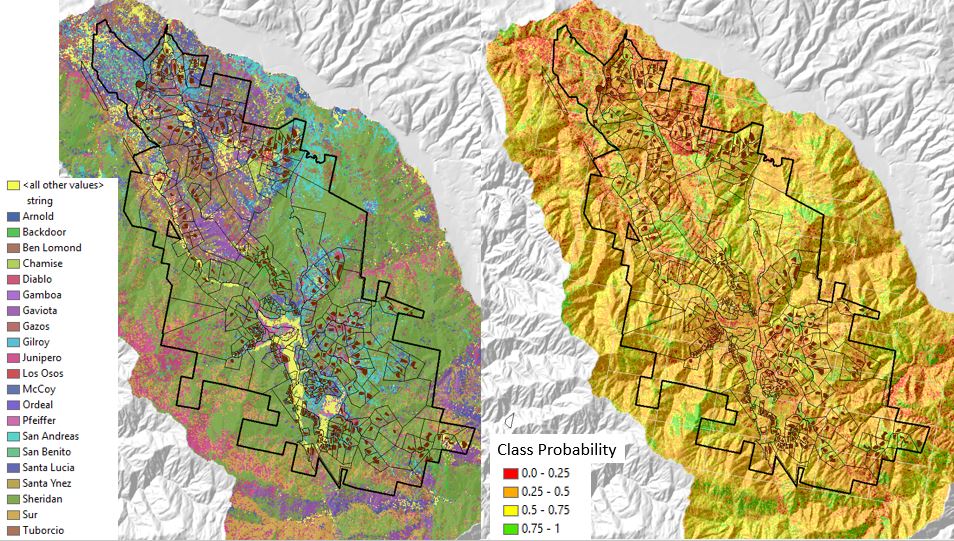 <all other values>
string
Arnold
Backdoor
Ben Lomond
Chamise
Diablo
Gamboa
Gaviota
Gazos
Gilroy
Junipero
Los Osos
McCoy
Ordeal
Pfeiffer
San Andreas
San Benito
Santa Lucia
Santa Ynez
Sheridan
Sur
Tuborcio
Class Probability
0.0 - 0.25
0.25 - 0.5
0.5 - 0.75
0.75 - 1